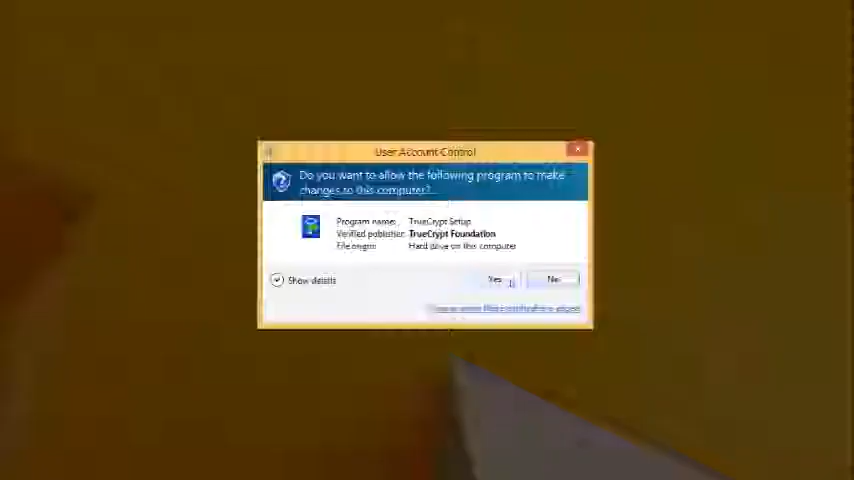 User Account Control
Do you want to allow the following program to make
changes to this computer?
Program name: TrueCrypt Setup
Verified publisher: TrueCrypt Foundation
File origin: Hard drive on this computer
Show details
Yes
No